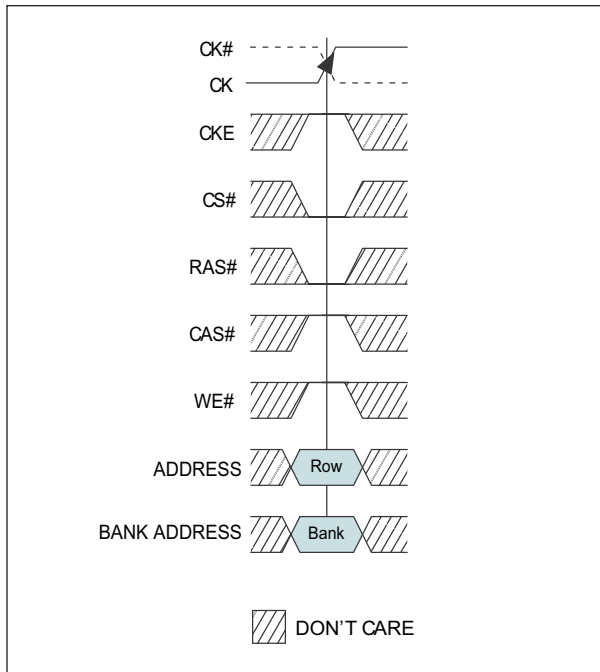 CK#
CK
CKE
CS#
RAS#
CAS#
WE#
ADDRESS Row
BANK ADDRESS Bank
DON'T CARE